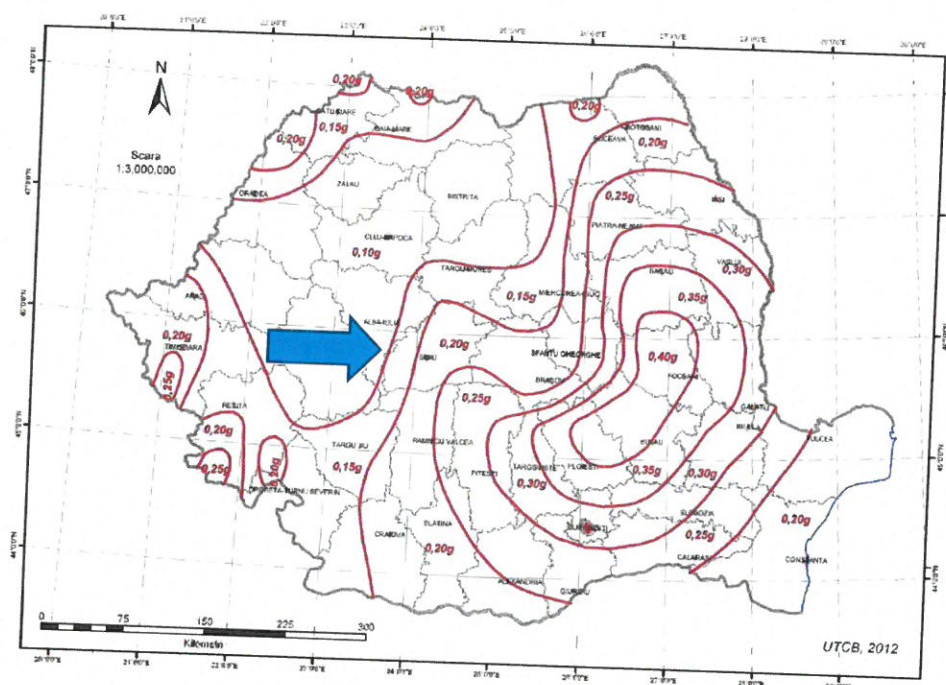 N
Scara
1:3.000.000
0,20g
0,20g
0,20g
SATU MARE
0,15g
BAIA MARE
0,20g
SUCEAVA
BOTOSANI
0,20g
ORADEA
ZALAU
BISTRITA
0,25g
IASI
PIATRA-NEAMT
CLUJ-NAPOCA
0,10g
VASLUI
0,30g
TARGU-MURES
BACAU
ARAD
0,15g
MIERCUREA-CIUC
0,35g
ALBA-IULIA
0,20g
TIMISOARA
SIBIU
0,20g
SFANTU GHEORGHE
0,40g
0,25g
BRASOV
FOCSANI
RESITA
0,25g
GALATI
0,20g
BRAILA
TULCEA
TARGU JIU
RAMNICU VALCEA
BUZAU
0,25g
0,20g
0,15g
PITESTI
TARGOVISTE
PLOIESTI
0,35g
0,30g
DROBETA-TURNU SEVERIN
0,30g
SLOBOZIA
0,20g
CRAIOVA
SLATINA
BUCURESTI
0,25g
0,20g
CALARASI
CONSTANTA
ALEXANDRIA
GIURGIU
0 75 150 225 300
Kilometri
UTCB, 2012